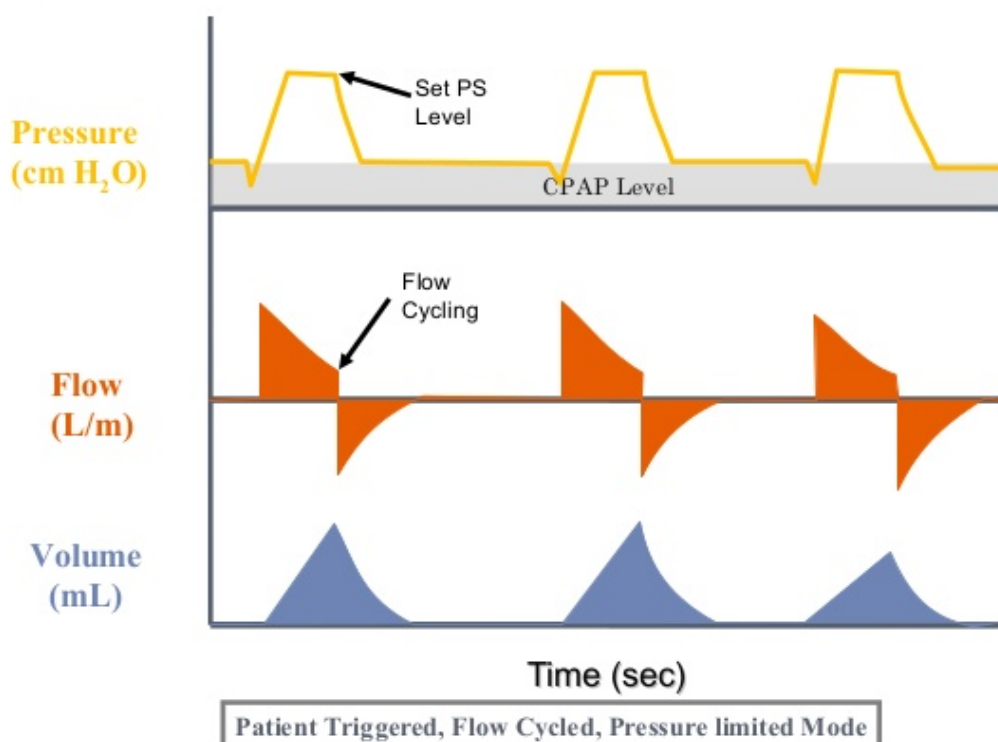 Set PS
Level
Pressure
(cm H₂O)
CPAP Level
Flow
Cycling
Flow
(L/m)
Volume
(mL)
Time (sec)
Patient Triggered, Flow Cycled, Pressure limited Mode